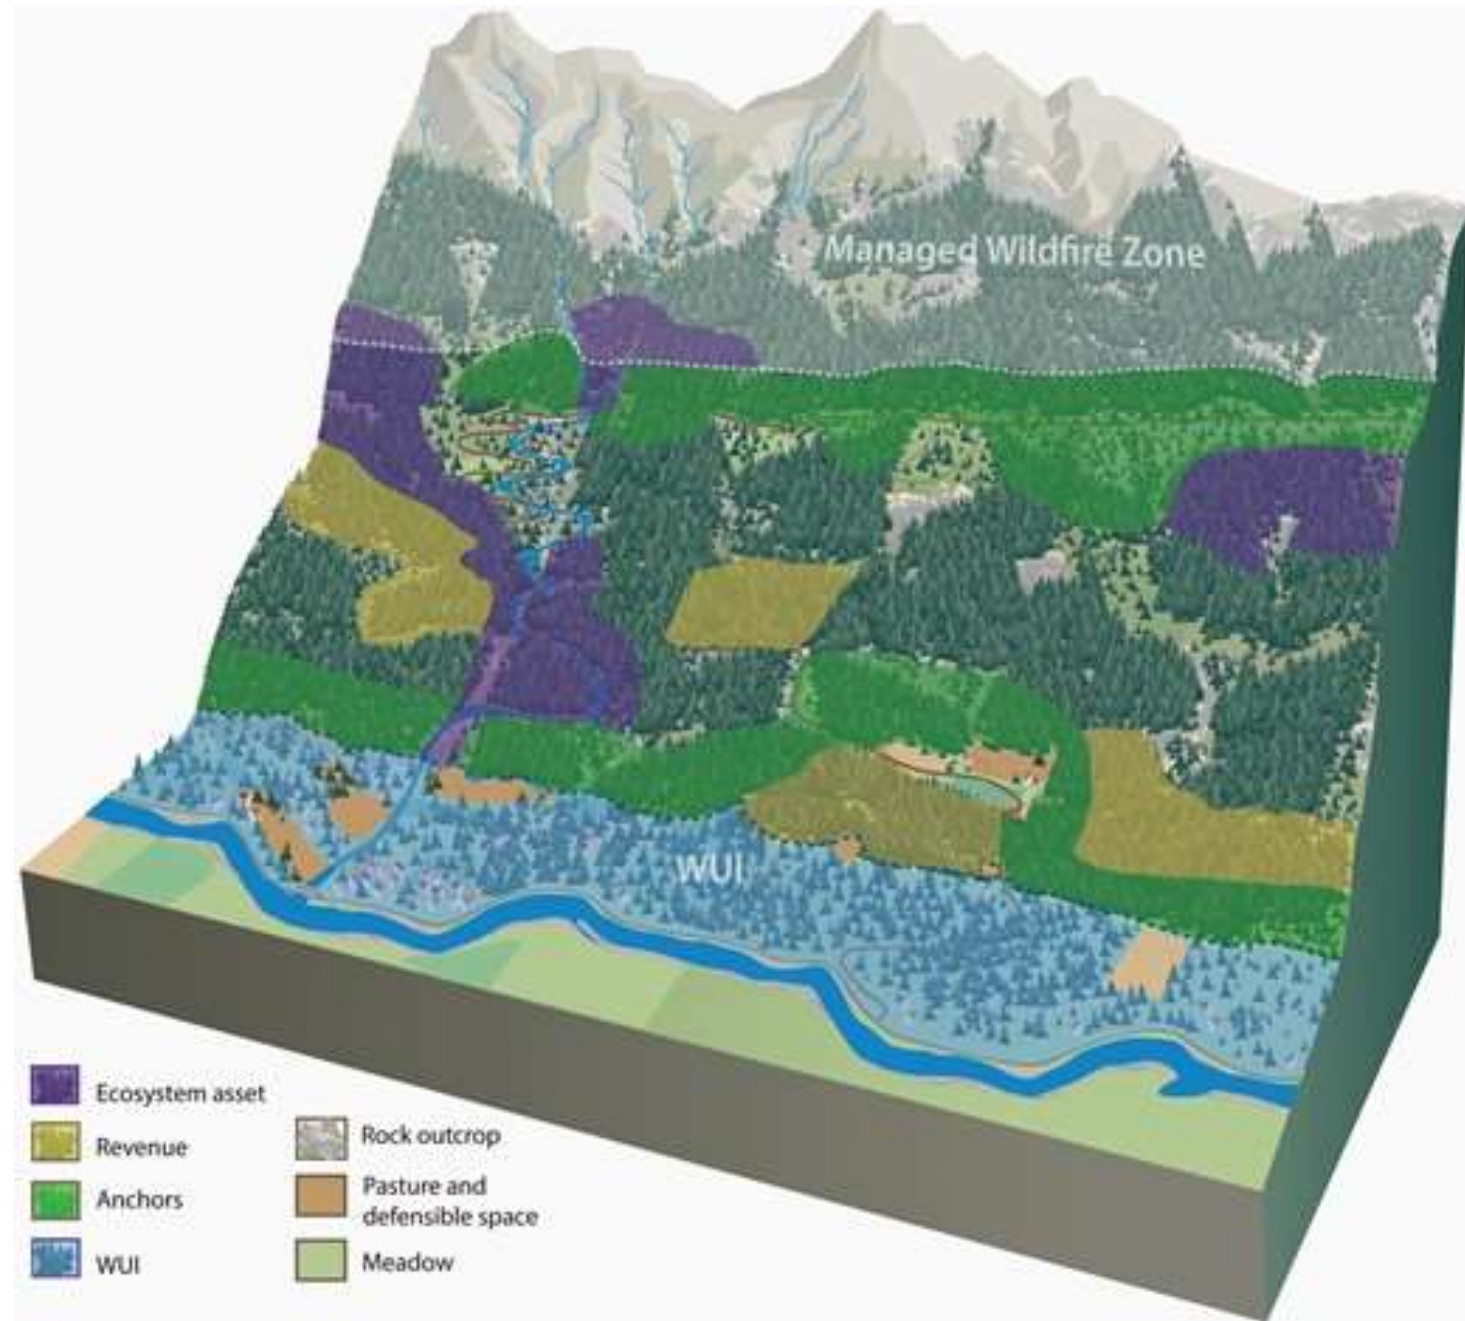 Managed Wildfire Zone
WUI
Ecosystem asset
Revenue
Anchors
WUI
Rock outcrop
Pasture and
defensible space
Meadow